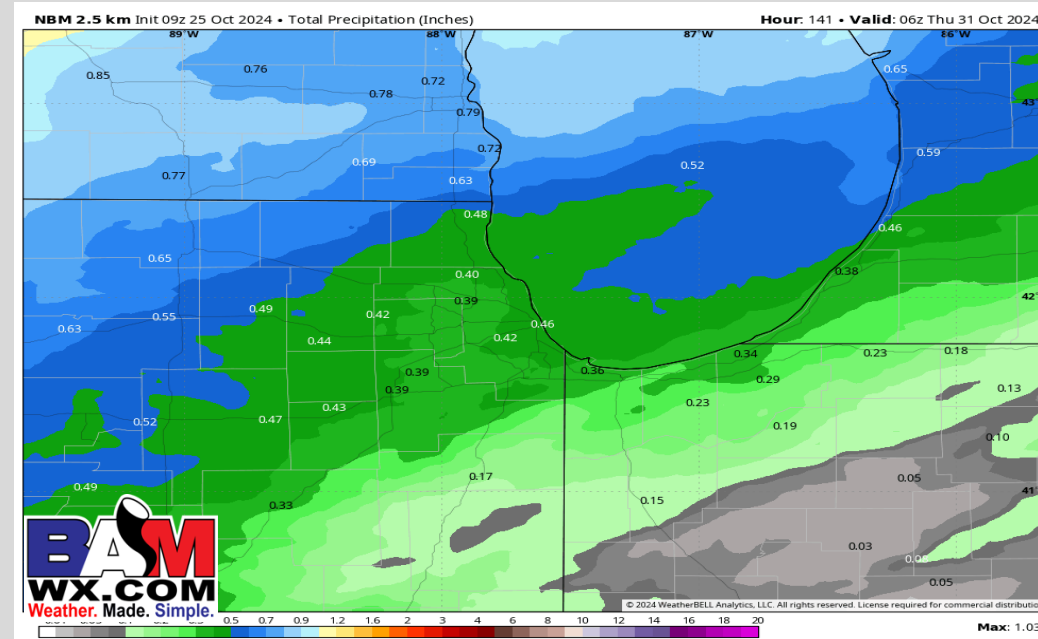 NBM 2.5 km Init 09z 25 Oct 2024 • Total Precipitation (Inches) Hour: 141 • Valid: 06z Thu 31 Oct 2024
89°W 88°W 87°W 86°W
0.85 0.76 0.78 0.72 0.65
0.79 43°
0.72
0.77 0.69 0.63 0.52 0.59
0.48 0.46
0.65 0.40 0.38
0.63 0.55 0.49 0.42 0.39 42°
0.44 0.42 0.46
0.39 0.36 0.34 0.23 0.18
0.39 0.29 0.13
0.52 0.47 0.43 0.23 0.19 0.10
0.49 0.33 0.17 0.15 0.05 41°
0.03
0.05
BAM
WX.COM
Weather. Made. Simple.
© 2024 WeatherBELL Analytics, LLC. All rights reserved. License required for commercial distributio
0.5 0.7 0.9 1.2 1.6 2 3 4 6 8 10 12 14 16 18 20 Max: 1.03